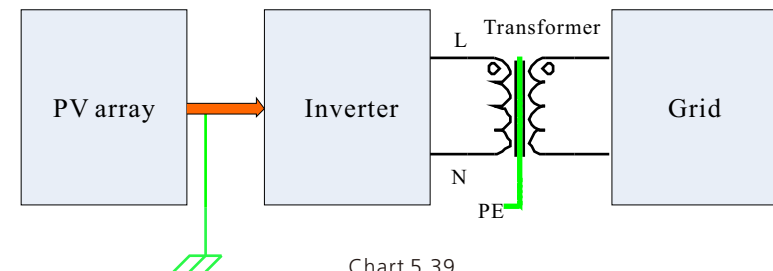 Transformer
L
PV array
Inverter
Grid
N
PE
Chart 5.39